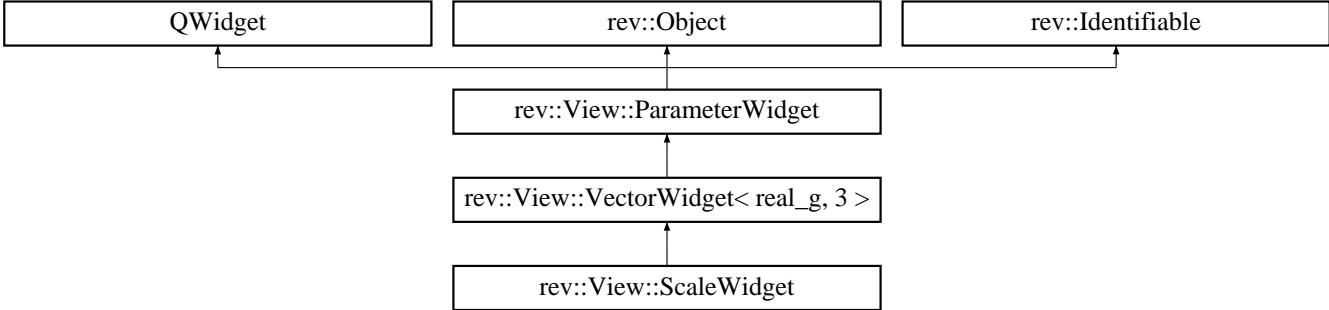 QWidget
rev::Object
rev::Identifiable
rev::View::ParameterWidget
rev::View::VectorWidget< real_g, 3 >
rev::View::ScaleWidget